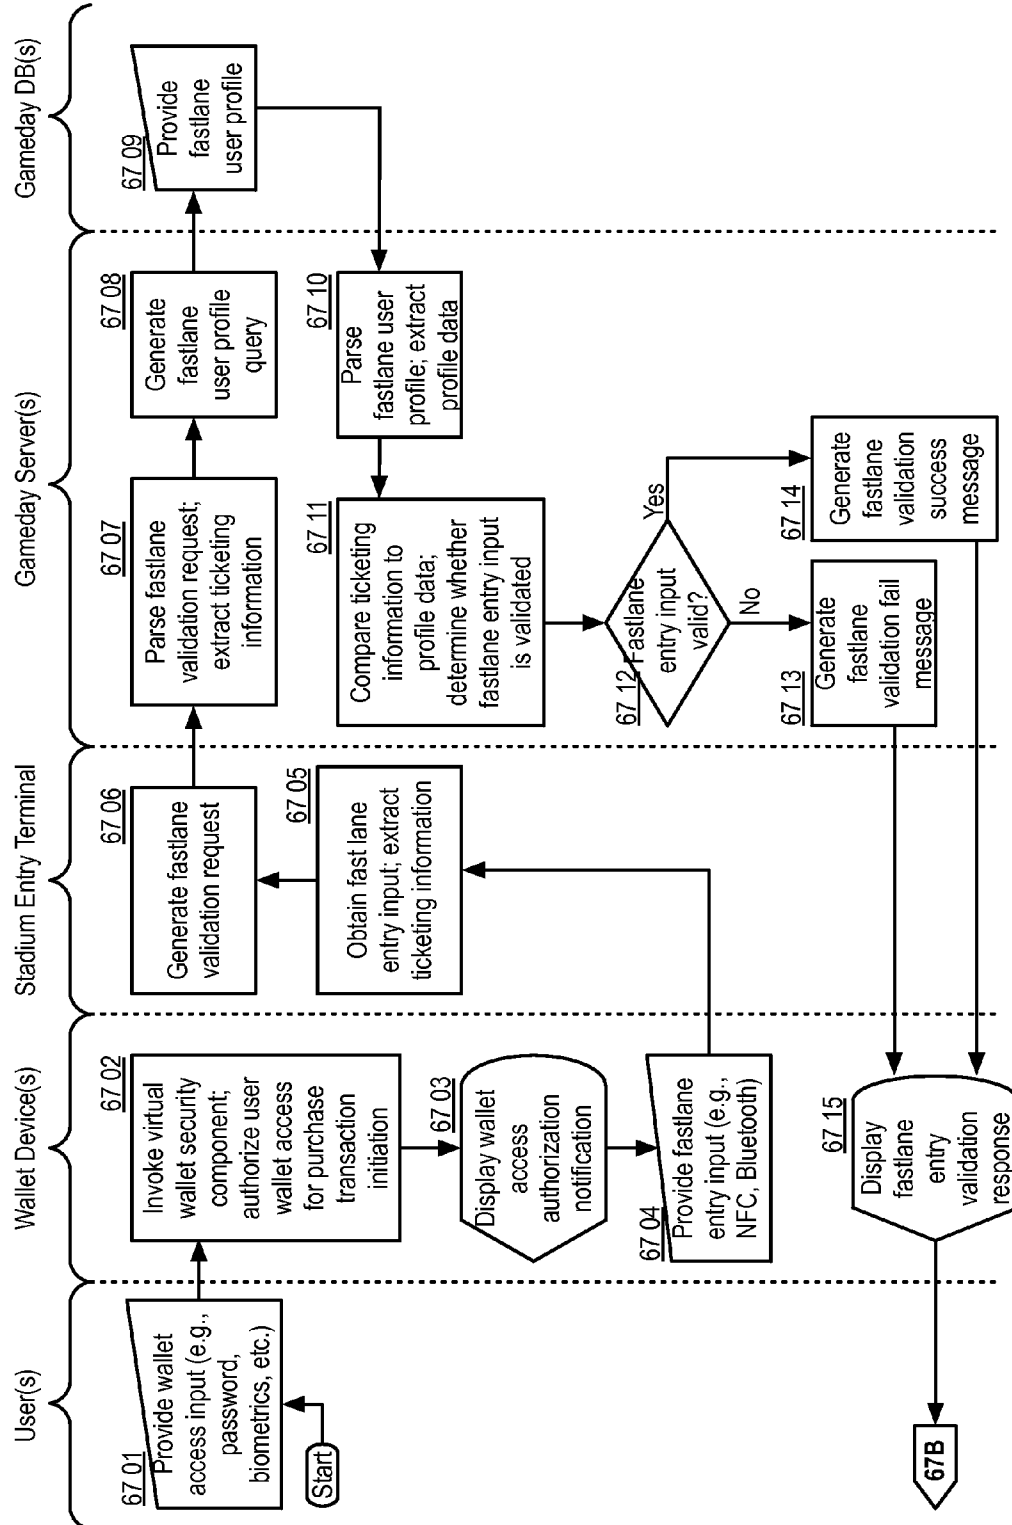 User(s)
Wallet Device(s)
Stadium Entry Terminal
Gameday Server(s)
Gameday DB(s)
67 01
Provide wallet
access input (e.g.,
password,
biometrics, etc.)
Start
67 02
Invoke virtual
wallet security
component;
authorize user
wallet access
for purchase
transaction
initiation
67 03
Display wallet
access
authorization
notification
67 04
Provide fastlane
entry input (e.g.,
NFC, Bluetooth)
67 05
Obtain fast lane
entry input; extract
ticketing information
67 06
Generate fastlane
validation request
67 07
Parse fastlane
validation request;
extract ticketing
information
67 08
Generate
fastlane
user profile
query
67 09
Provide
fastlane
user profile
67 10
Parse
fastlane user
profile; extract
profile data
67 11
Compare ticketing
information to
profile data;
determine whether
fastlane entry input
is validated
67 12
Fastlane
entry input
valid?
Yes
No
67 13
Generate
fastlane
validation fail
message
67 14
Generate
fastlane
validation
success
message
67 15
Display
fastlane
entry
validation
response
67B